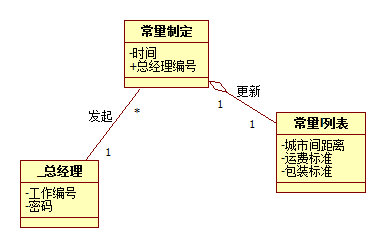 常量制定
-时间
+总经理编号
更新
1
1
常量列表
-城市间距离
-运费标准
-包装标准
发起
*
1
_总经理
-工作编号
-密码